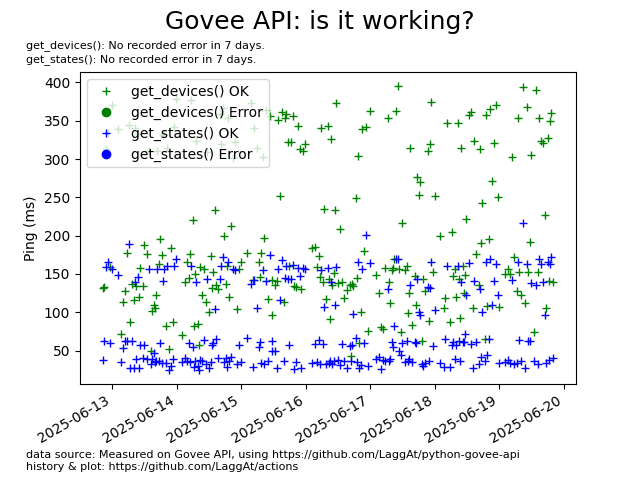 Govee API: is it working?
get_devices(): No recorded error in 7 days.
get_states(): No recorded error in 7 days.
get_devices() OK
get_devices() Error
get_states() OK
get_states() Error
Ping (ms)
400
350
300
250
200
150
100
50
2025-06-13
2025-06-14
2025-06-15
2025-06-16
2025-06-17
2025-06-18
2025-06-19
2025-06-20
data source: Measured on Govee API, using https://github.com/LaggAt/python-govee-api
history & plot: https://github.com/LaggAt/actions